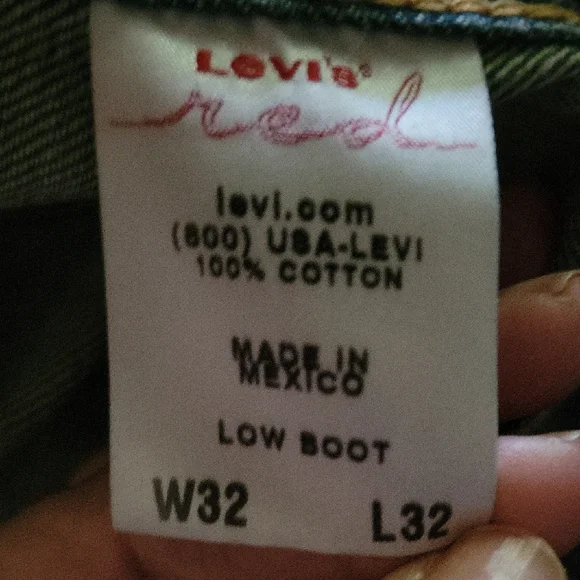 LEVI'S®
red
levi.com
(800) USA-LEVI
100% COTTON
MADE IN
MEXICO
LOW BOOT
W32 L32